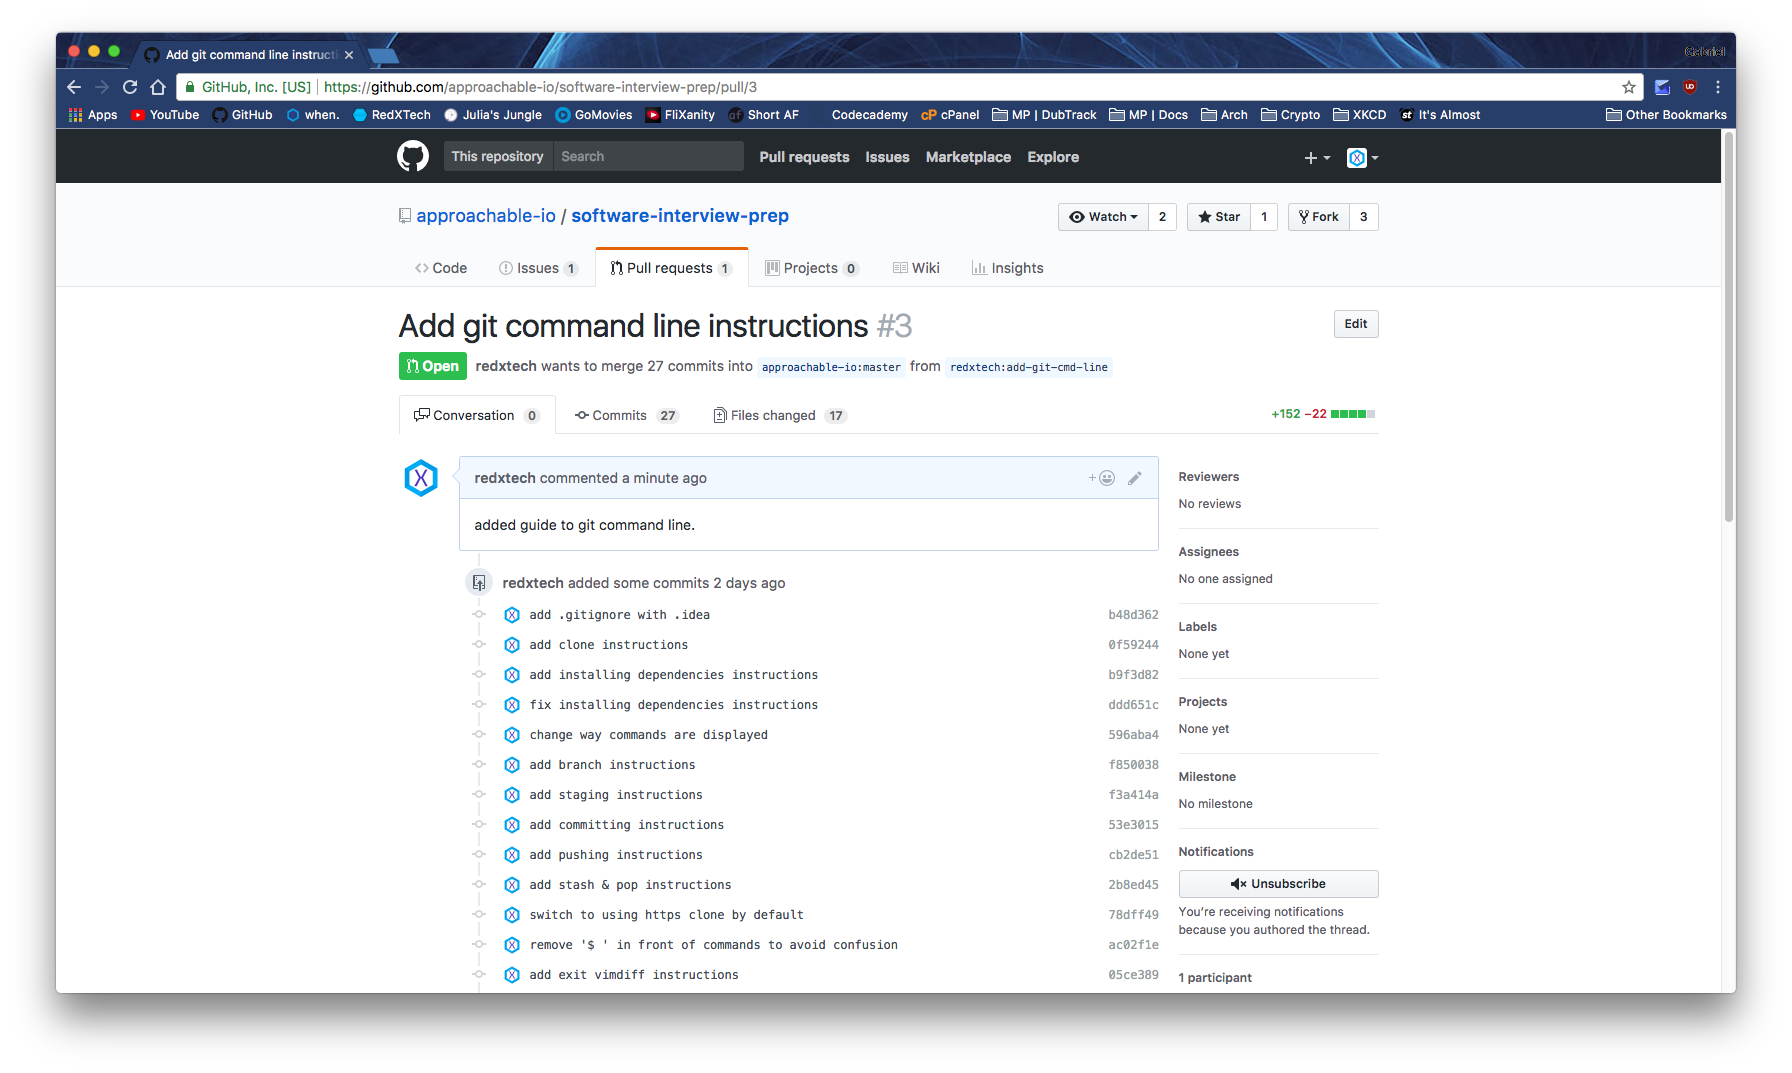 Add git command line instructi
Gabriel
GitHub, Inc. [US] https://github.com/approachable-io/software-interview-prep/pull/3
Apps YouTube GitHub when. RedXTech Julia's Jungle GoMovies FliXanity Short AF Codecademy cPanel MP | DubTrack MP | Docs Arch Crypto XKCD It's Almost Other Bookmarks
This repository Search Pull requests Issues Marketplace Explore
approachable-io / software-interview-prep Watch 2 Star 1 Fork 3
Code Issues 1 Pull requests 1 Projects 0 Wiki Insights
Add git command line instructions #3 Edit
Open redxtech wants to merge 27 commits into approachable-io:master from redxtech:add-git-cmd-line
Conversation 0 Commits 27 Files changed 17 +152 −22
redxtech commented a minute ago
added guide to git command line.
redxtech added some commits 2 days ago
add .gitignore with .idea b48d362
add clone instructions 0f59244
add installing dependencies instructions b9f3d82
fix installing dependencies instructions ddd651c
change way commands are displayed 596aba4
add branch instructions f850038
add staging instructions f3a414a
add committing instructions 53e3015
add pushing instructions cb2de51
add stash & pop instructions 2b8ed45
switch to using https clone by default 78dff49
remove '$ ' in front of commands to avoid confusion ac02f1e
add exit vimdiff instructions 05ce389
Reviewers
No reviews
Assignees
No one assigned
Labels
None yet
Projects
None yet
Milestone
No milestone
Notifications
Unsubscribe
You're receiving notifications
because you authored the thread.
1 participant